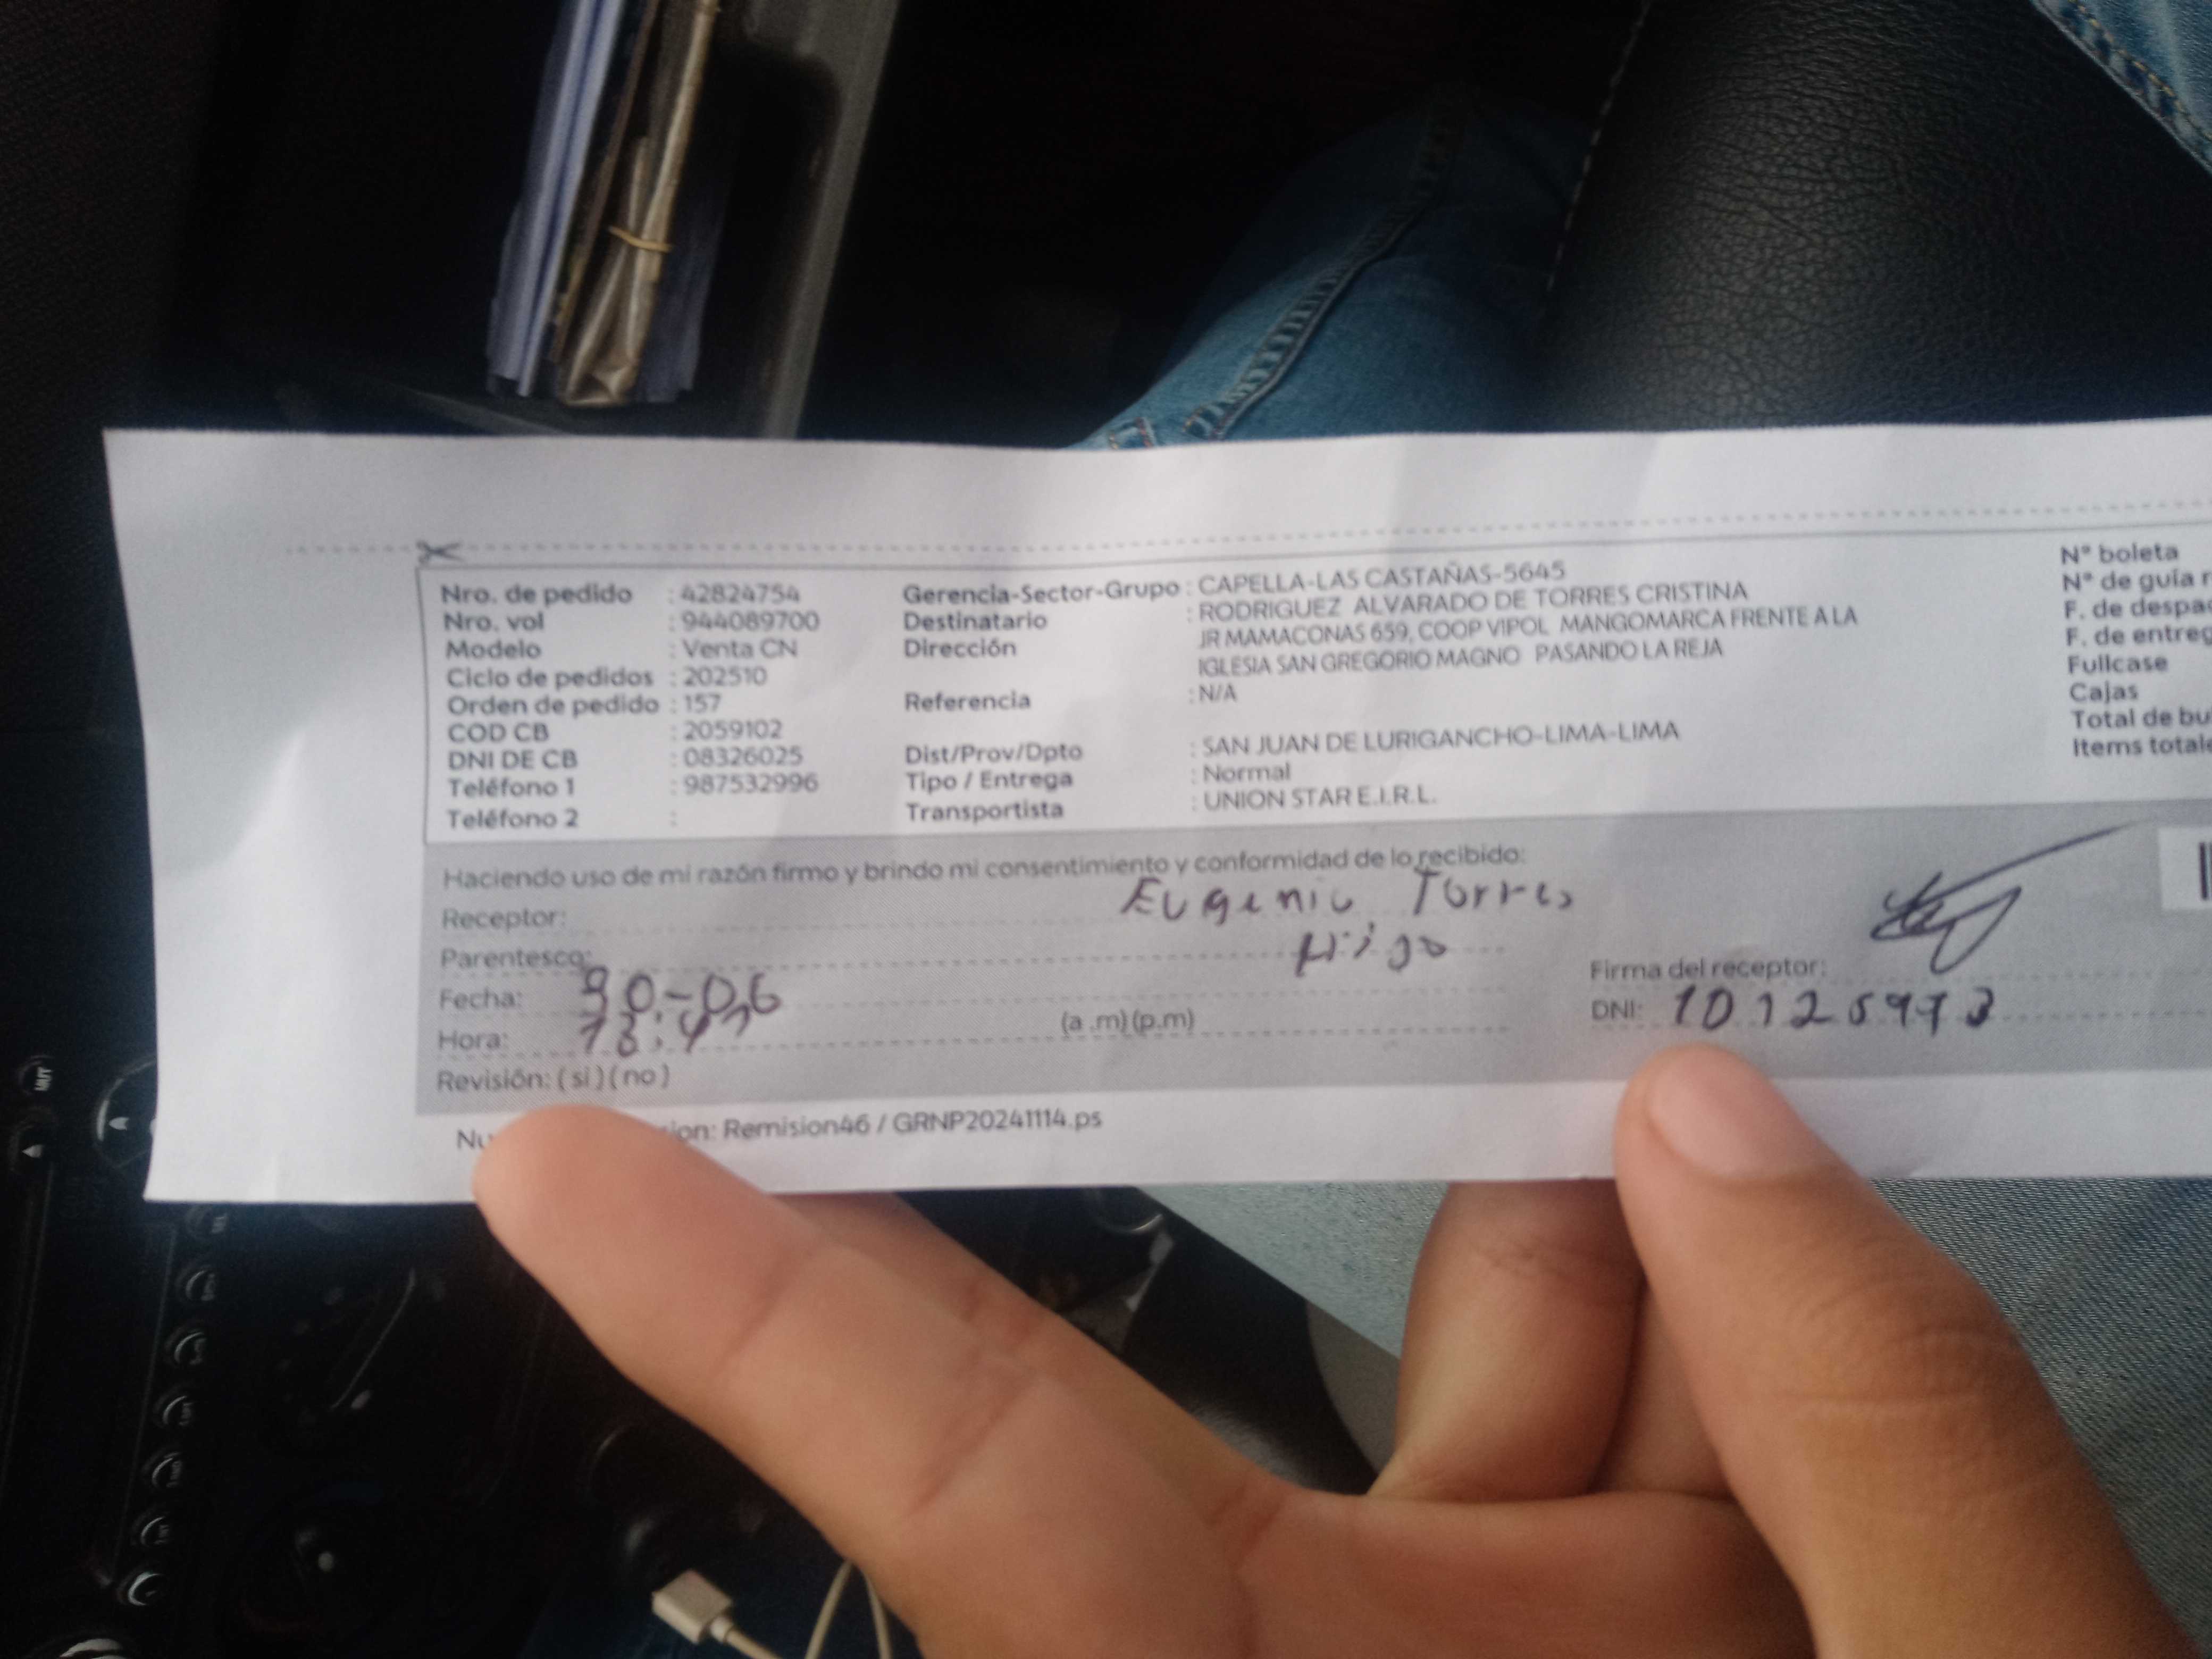 Nro. de pedido : 42824754
Nro. vol : 944089700
Modelo : Venta CN
Ciclo de pedidos : 202510
Orden de pedido : 157
COD CB : 2059102
DNI DE CB : 08326025
Teléfono 1 : 987532996
Teléfono 2 :
Gerencia-Sector-Grupo : CAPELLA-LAS CASTAÑAS-5645
Destinatario : RODRIGUEZ ALVARADO DE TORRES CRISTINA
Dirección JR MAMACONAS 659, COOP VIPOL MANGOMARCA FRENTE A LA
IGLESIA SAN GREGORIO MAGNO PASANDO LA REJA
Referencia : N/A
Dist/Prov/Dpto : SAN JUAN DE LURIGANCHO-LIMA-LIMA
Tipo / Entrega : Normal
Transportista : UNION STAR E.I.R.L.
N° boleta
N° de guía r
F. de despa
F. de entreg
Fullcase
Cajas
Total de bu
Items totale
Haciendo uso de mi razón firmo y brindo mi consentimiento y conformidad de lo recibido:
Receptor: Eugenio Torres
Parentesco: Higo
Fecha: 30-06
Hora: (a .m) (p.m)
Revisión: ( si ) ( no )
Firma del receptor:
DNI:
Nu ion: Remision46 / GRNP20241114.ps